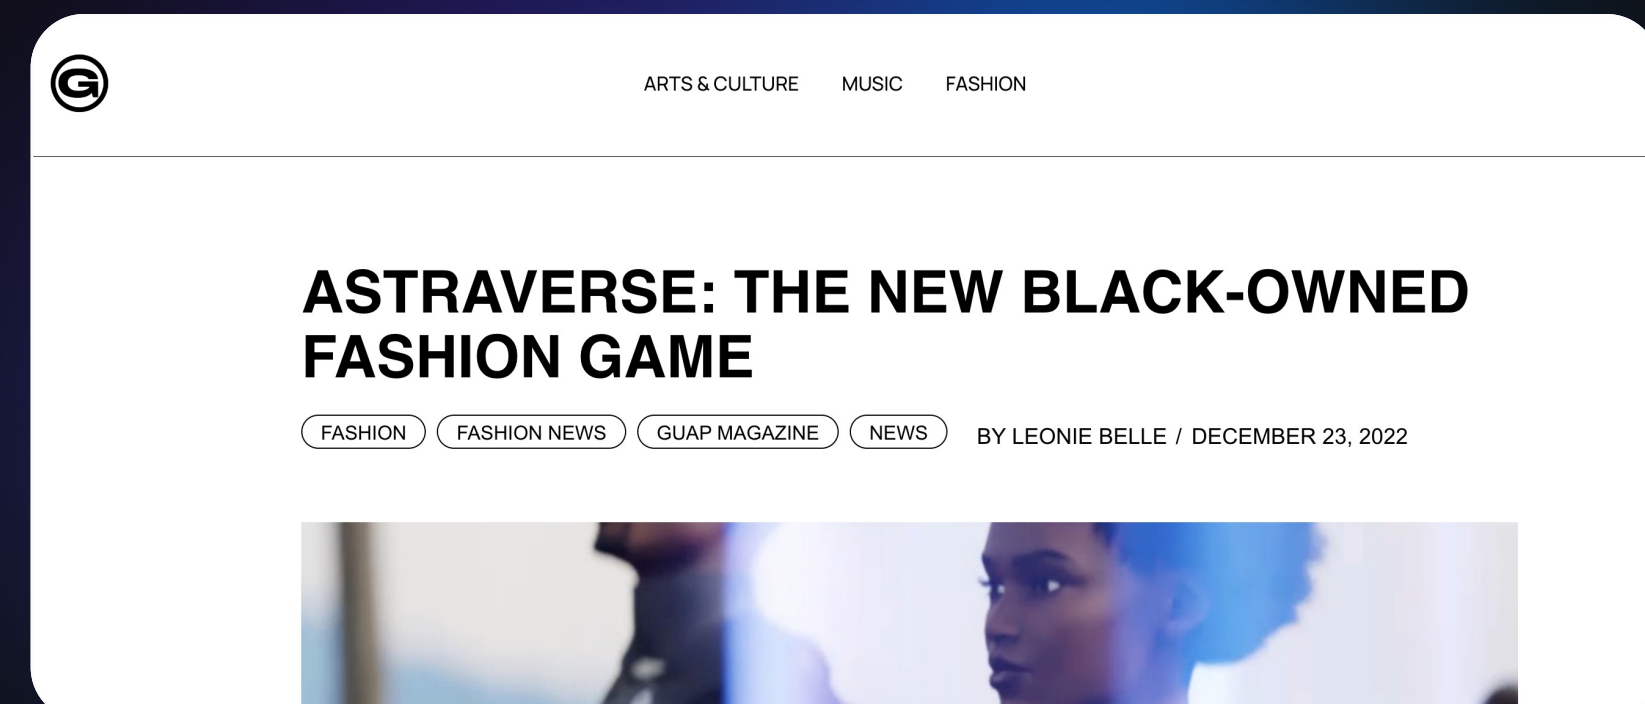 G
ARTS & CULTURE MUSIC FASHION
ASTRAVERSE: THE NEW BLACK-OWNED
FASHION GAME
FASHION FASHION NEWS GUAP MAGAZINE NEWS BY LEONIE BELLE / DECEMBER 23, 2022